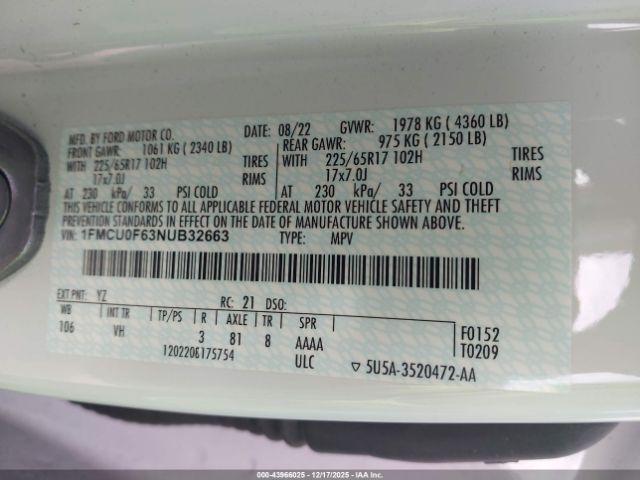 MFD. BY FORD MOTOR CO.
DATE: 08/22 GVWR: 1978 KG ( 4360 LB)
FRONT GAWR: 1061 KG ( 2340 LB)
REAR GAWR: 975 KG ( 2150 LB)
WITH 225/65R17 102H TIRES
WITH 225/65R17 102H TIRES
17x7.0J RIMS
17x7.0J RIMS
AT 230 kPa/ 33 PSI COLD
AT 230 kPa/ 33 PSI COLD
THIS VEHICLE CONFORMS TO ALL APPLICABLE FEDERAL MOTOR VEHICLE SAFETY AND THEFT
PREVENTION STANDARDS IN EFFECT ON THE DATE OF MANUFACTURE SHOWN ABOVE.
VIN: 1FMCU0F63NUB32663 TYPE: MPV
EXT PNT: YZ RC: 21 DSO:
WB INT TR TP/PS R AXLE TR SPR
106 VH 3 81 8 AAAA
F0152
T0209
120220 175754 ULC
5U5A-3520472-AA
000-43966025 - 12/17/2025 - IAAI.COM